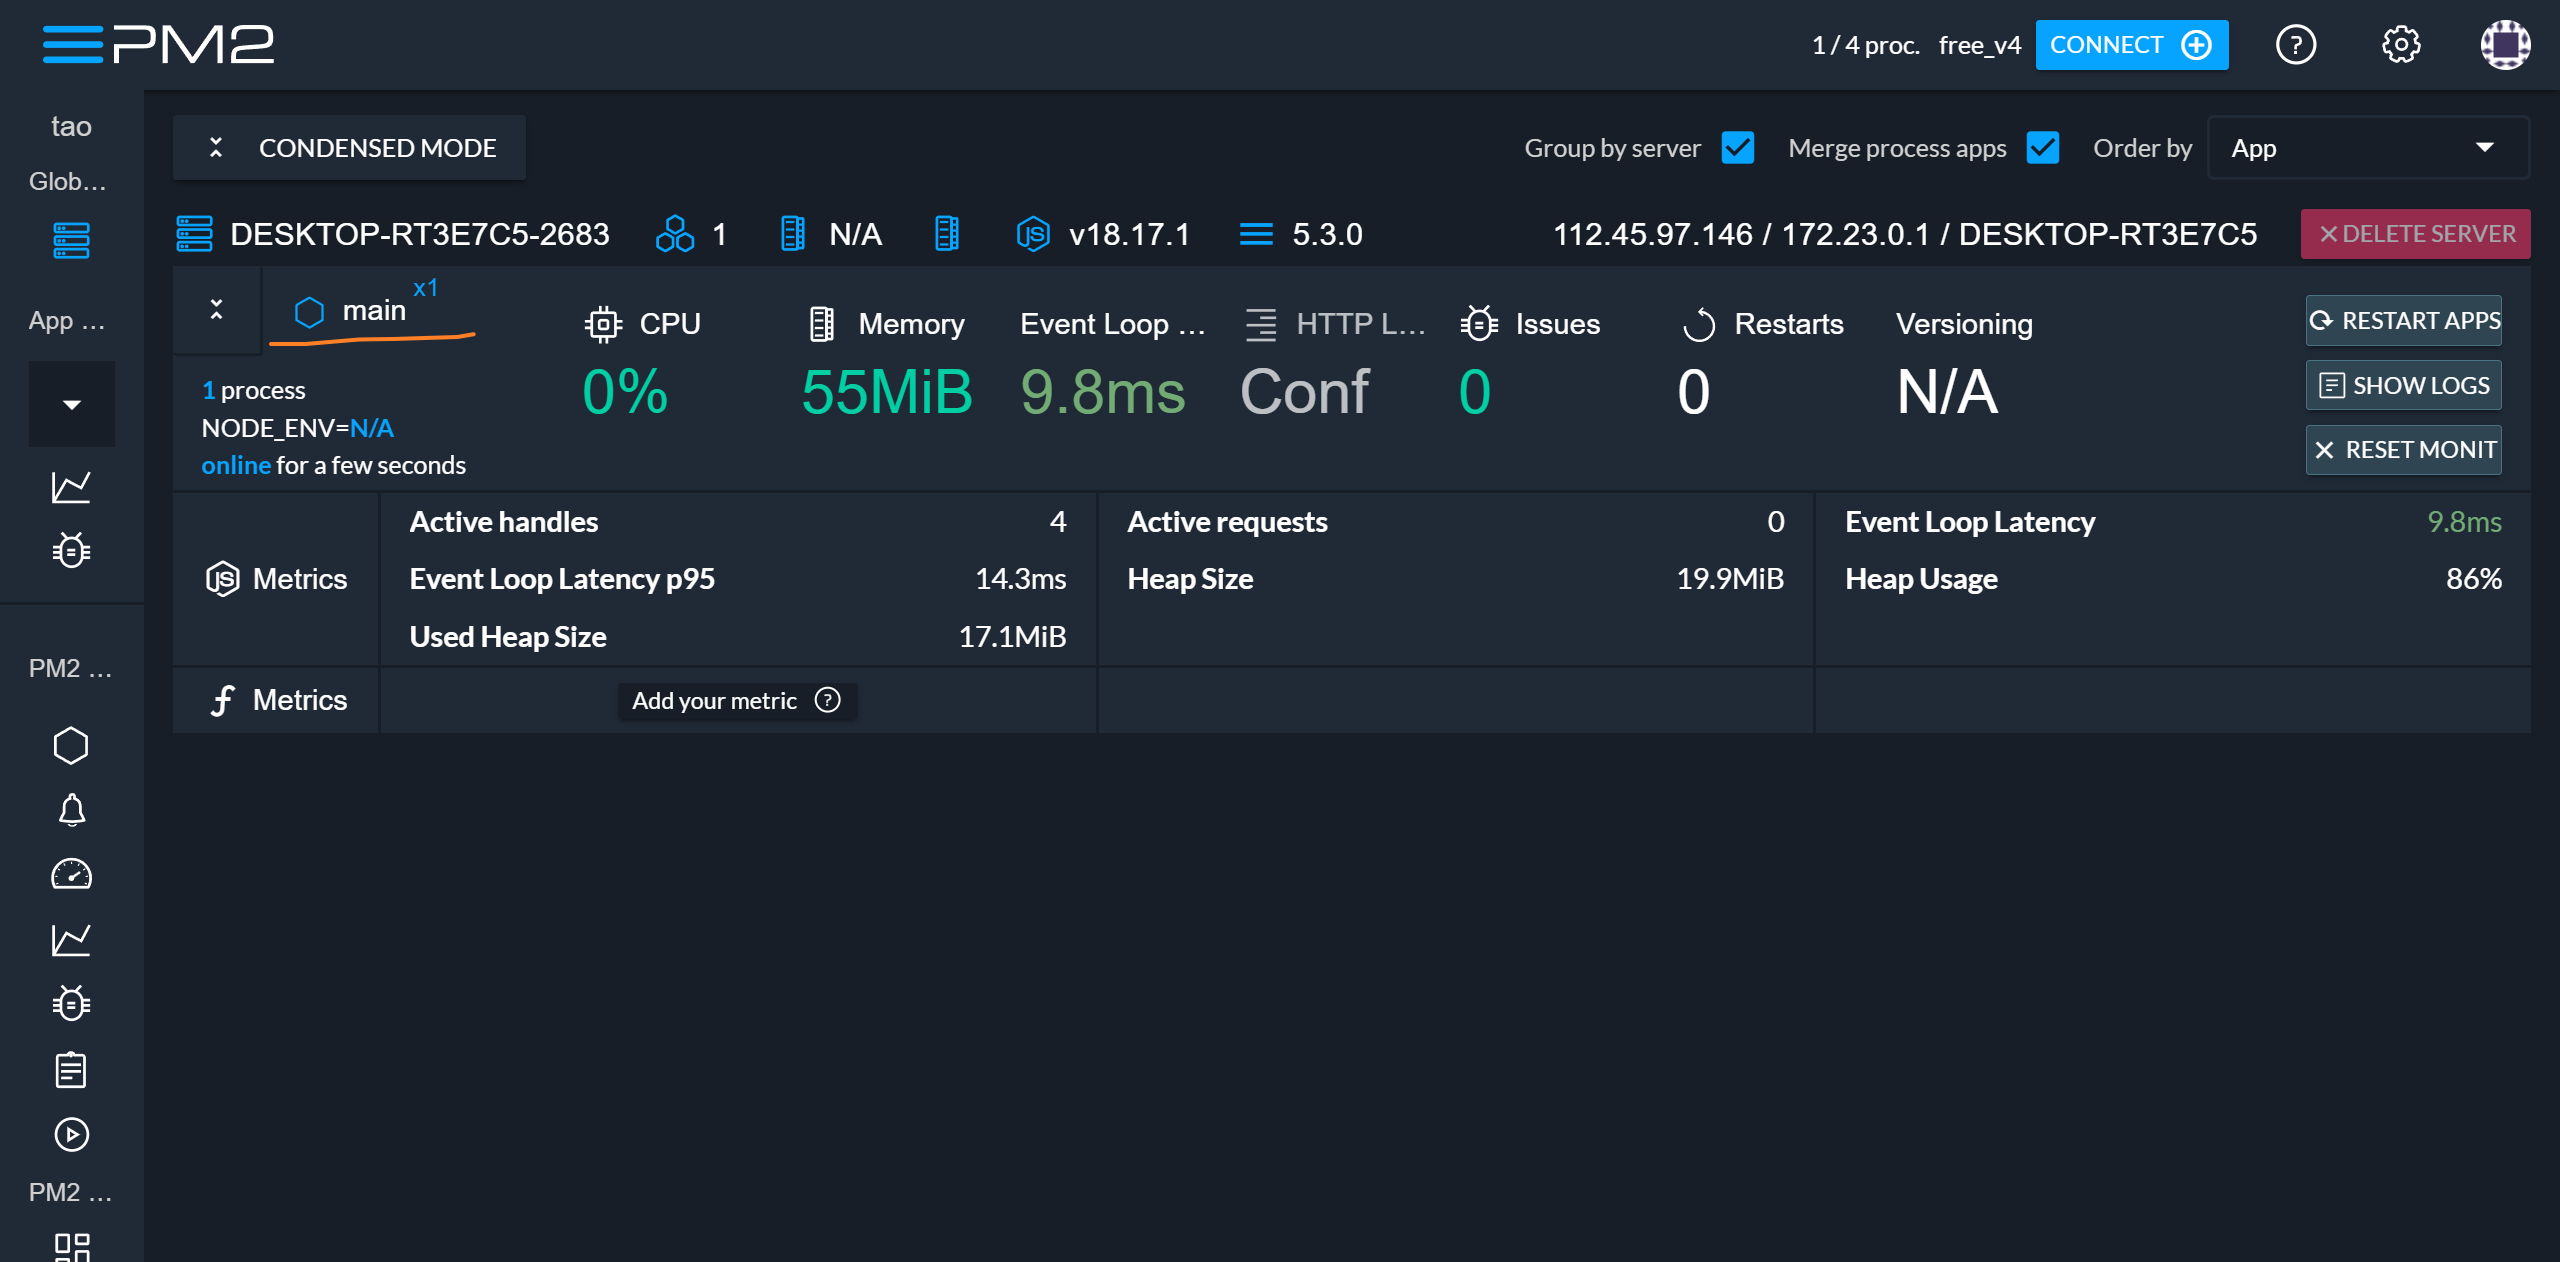 PM2
1 / 4 proc. free_v4 CONNECT
tao
CONDENSED MODE
Group by server Merge process apps Order by App
Glob...
DESKTOP-RT3E7C5-2683 1 N/A v18.17.1 5.3.0 112.45.97.146 / 172.23.0.1 / DESKTOP-RT3E7C5 DELETE SERVER
App ...
main x1
CPU Memory Event Loop ... HTTP L... Issues Restarts Versioning
0% 55MiB 9.8ms Conf 0 0 N/A
RESTART APPS
SHOW LOGS
RESET MONIT
1 process
NODE_ENV=N/A
online for a few seconds
JS Metrics
Active handles 4
Active requests 0
Event Loop Latency 9.8ms
Event Loop Latency p95 14.3ms
Heap Size 19.9MiB
Heap Usage 86%
Used Heap Size 17.1MiB
Metrics
Add your metric ?
PM2 ...
PM2 ...